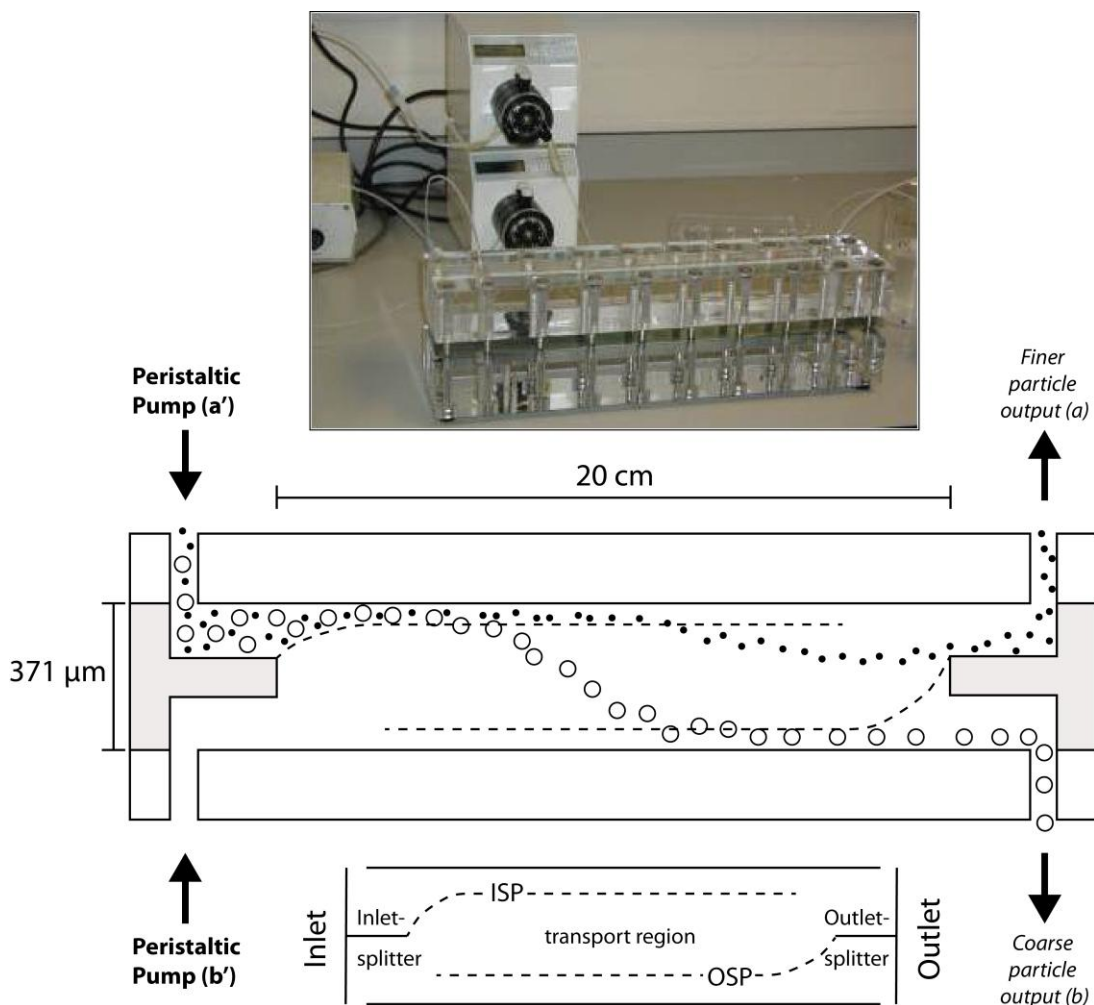 Peristaltic
Pump (a’)
Finer
particle
output (a)
20 cm
371 μm
Peristaltic
Pump (b’)
Inlet
ISP
Inlet-
splitter
transport region
OSP
Outlet-
splitter
Outlet
Coarse
particle
output (b)